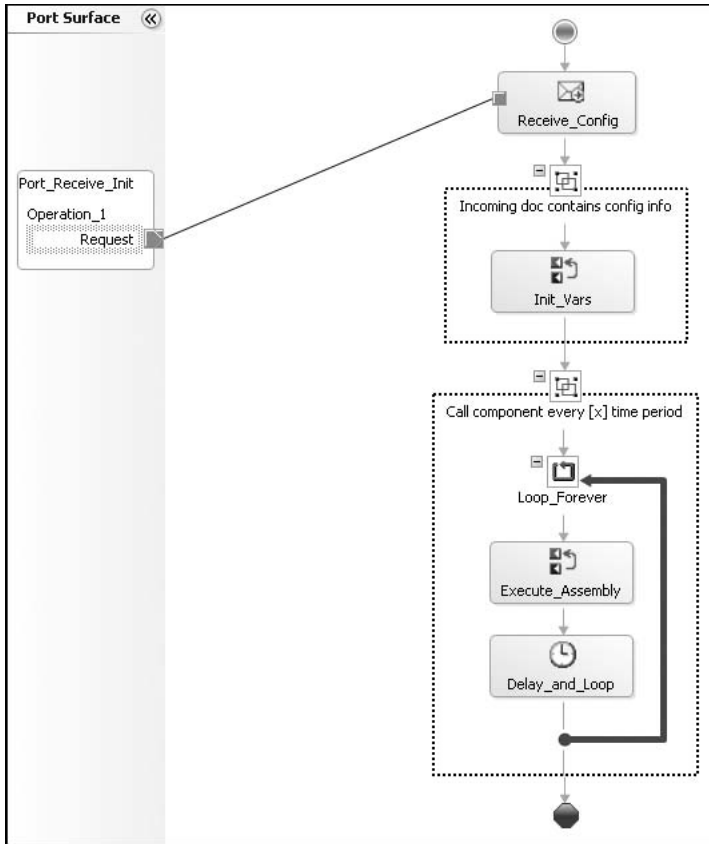 Port Surface
Port_Receive_Init
Operation_1
Request
Receive_Config
Incoming doc contains config info
Init_Vars
Call component every [x] time period
Loop_Forever
Execute_Assembly
Delay_and_Loop